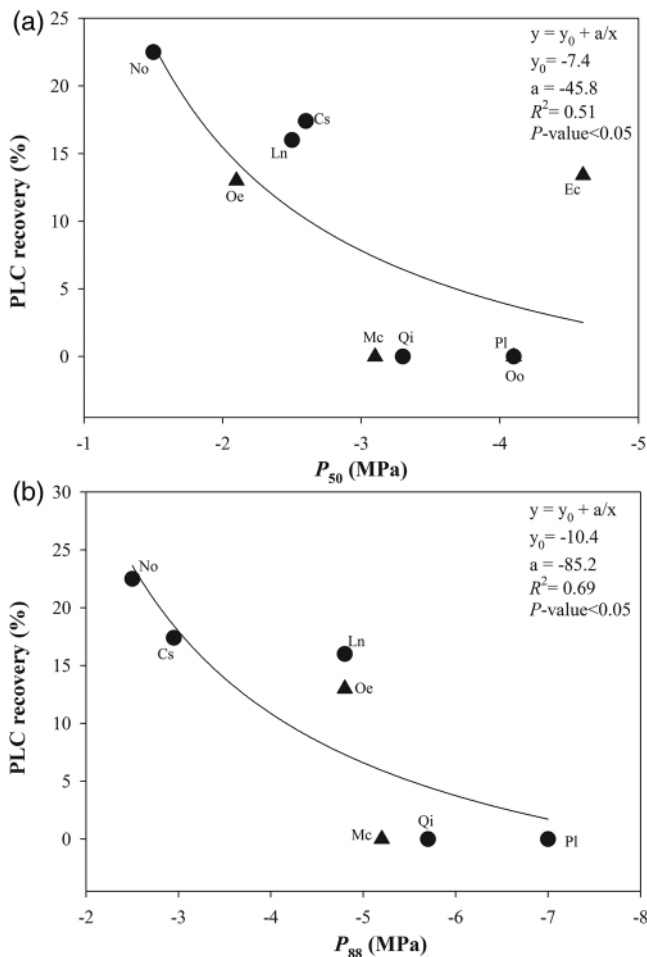 (a)
25
20
15
10
5
0
PLC recovery (%)
No
Cs
Ln
Oe
Ec
Mc
Qi
Pl
Oo
y = y₀ + a/x
y₀= -7.4
a = -45.8
R²= 0.51
P-value<0.05
-1
-2
-3
-4
-5
P₅₀ (MPa)
(b)
30
25
20
15
10
5
0
PLC recovery (%)
No
Cs
Ln
Oe
Mc
Qi
Pl
y = y₀ + a/x
y₀= -10.4
a = -85.2
R² = 0.69
P-value<0.05
-2
-3
-4
-5
-6
-7
-8
P₈₈ (MPa)